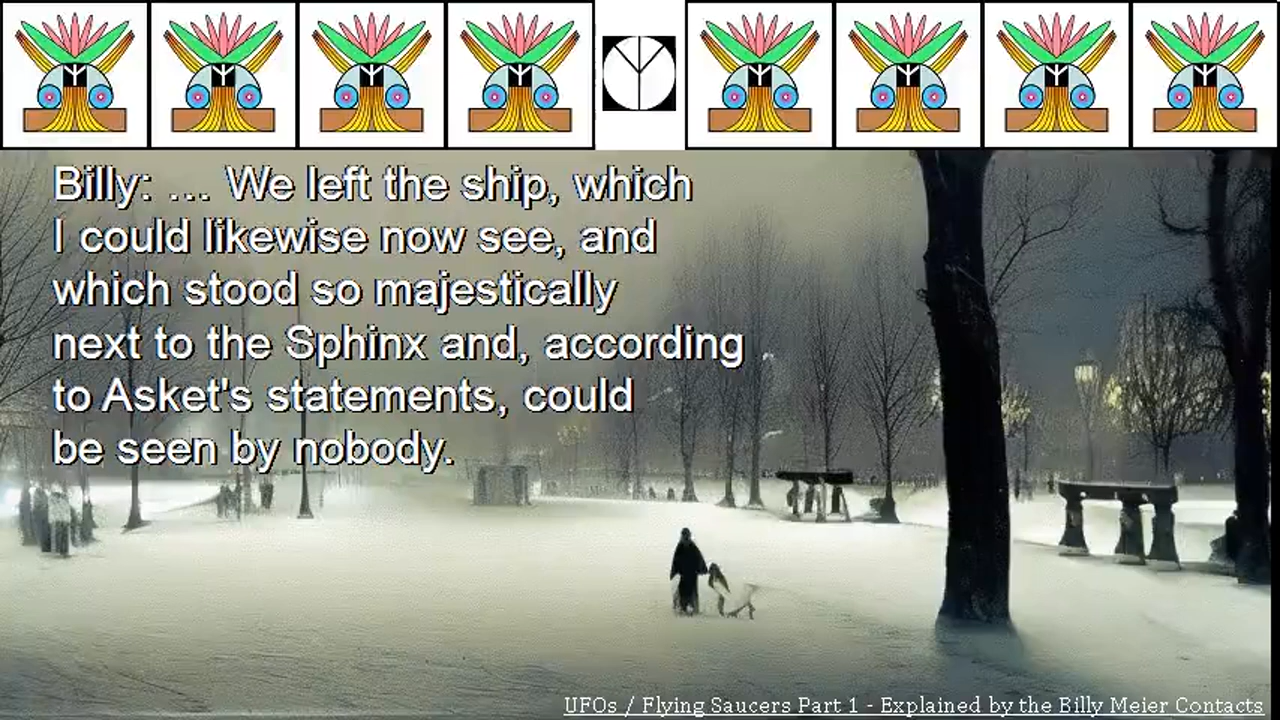 Billy: ... We left the ship, which
I could likewise now see, and
which stood so majestically
next to the Sphinx and, according
to Asket's statements, could
be seen by nobody.
UFOs / Flying Saucers Part 1 - Explained by the Billy Meier Contacts